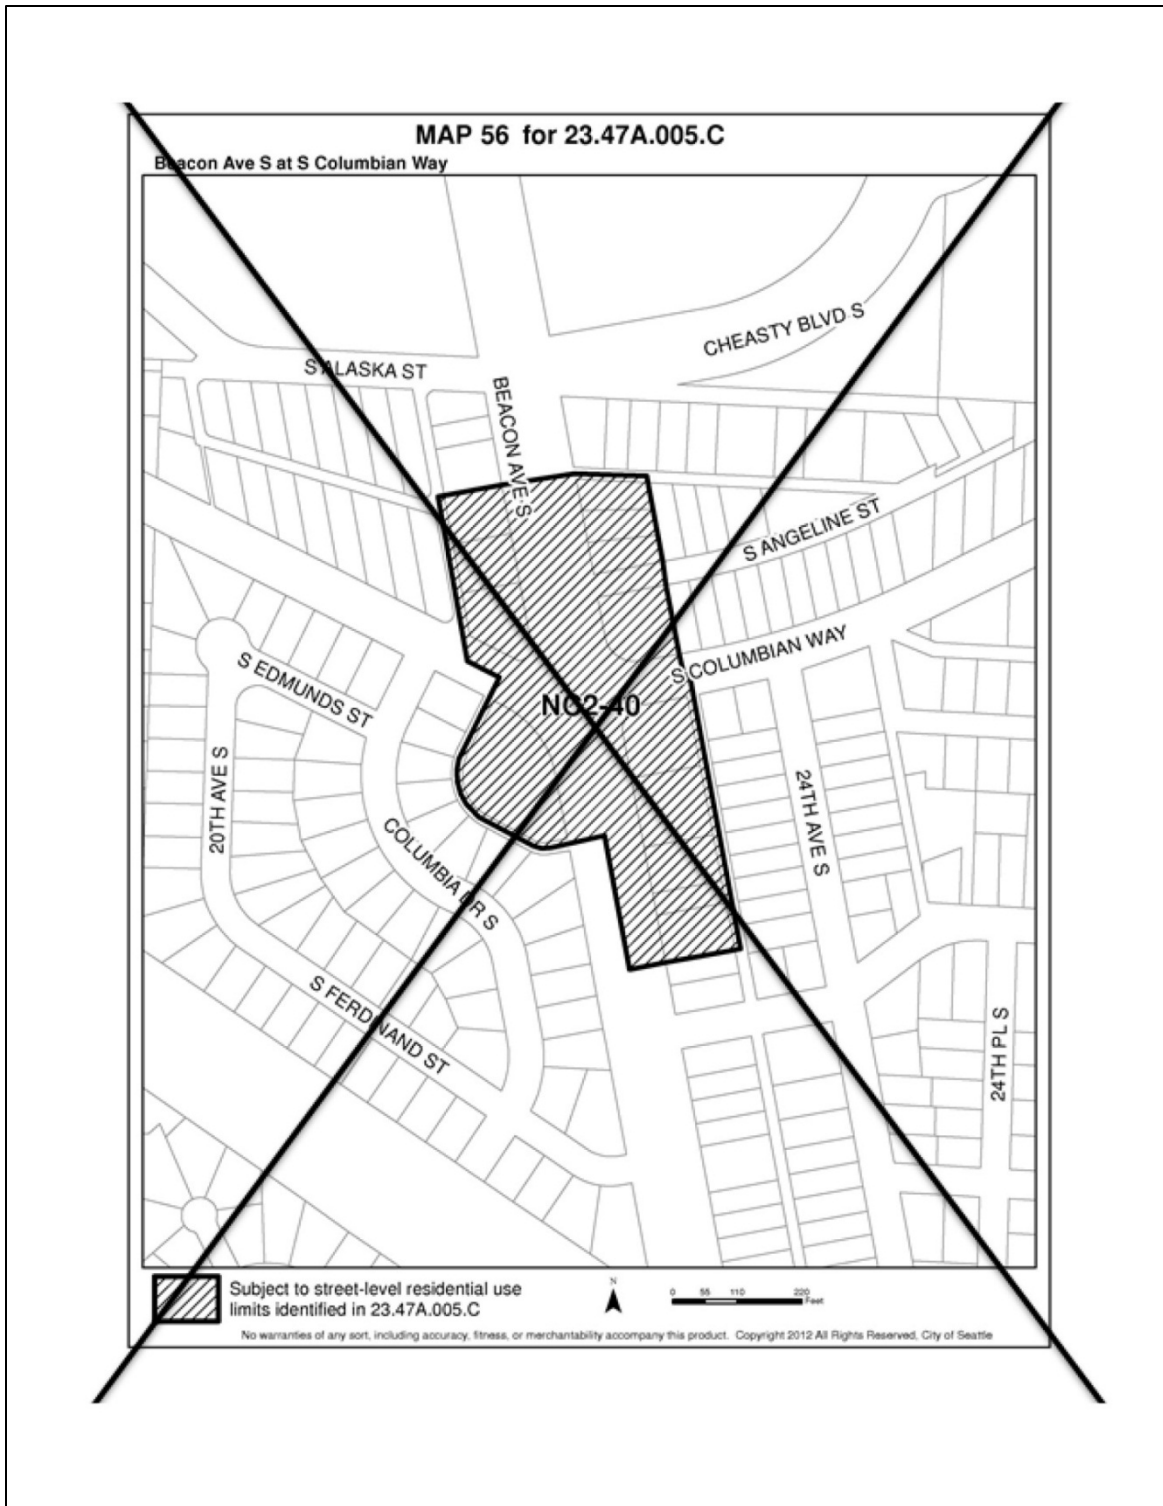 MAP 56 for 23.47A.005.C
Beacon Ave S at S Columbian Way
CHEASTY BLVD S
S ALASKA ST
BEACON AVE S
S ANGELINE ST
S COLUMBIAN WAY
S EDMUNDS ST
NC2-40
20TH AVE S
24TH AVE S
COLUMBIA DR S
S FERDINAND ST
24TH PL S
Subject to street-level residential use
limits identified in 23.47A.005.C
N
0 55 110 220
Feet
No warranties of any sort, including accuracy, fitness, or merchantability accompany this product. Copyright 2012 All Rights Reserved, City of Seattle